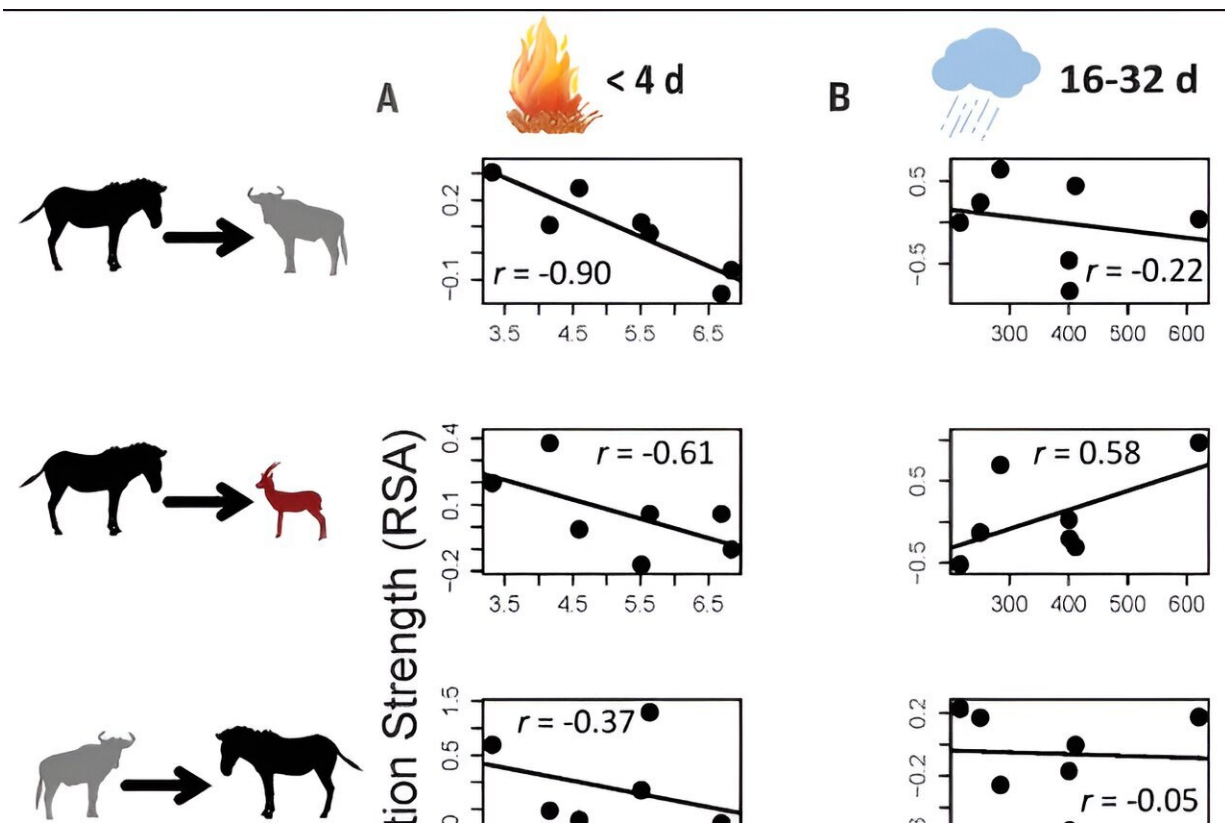 A < 4 d B 16-32 d
0.2
-0.1
r = -0.90
3.5 4.5 5.5 6.5
0.5
-0.5
r = -0.22
300 400 500 600
tion Strength (RSA)
0.4
0.1
-0.2
r = -0.61
3.5 4.5 5.5 6.5
0.5
-0.5
r = 0.58
300 400 500 600
1.5
0.5
r = -0.37
0.2
-0.2
r = -0.05